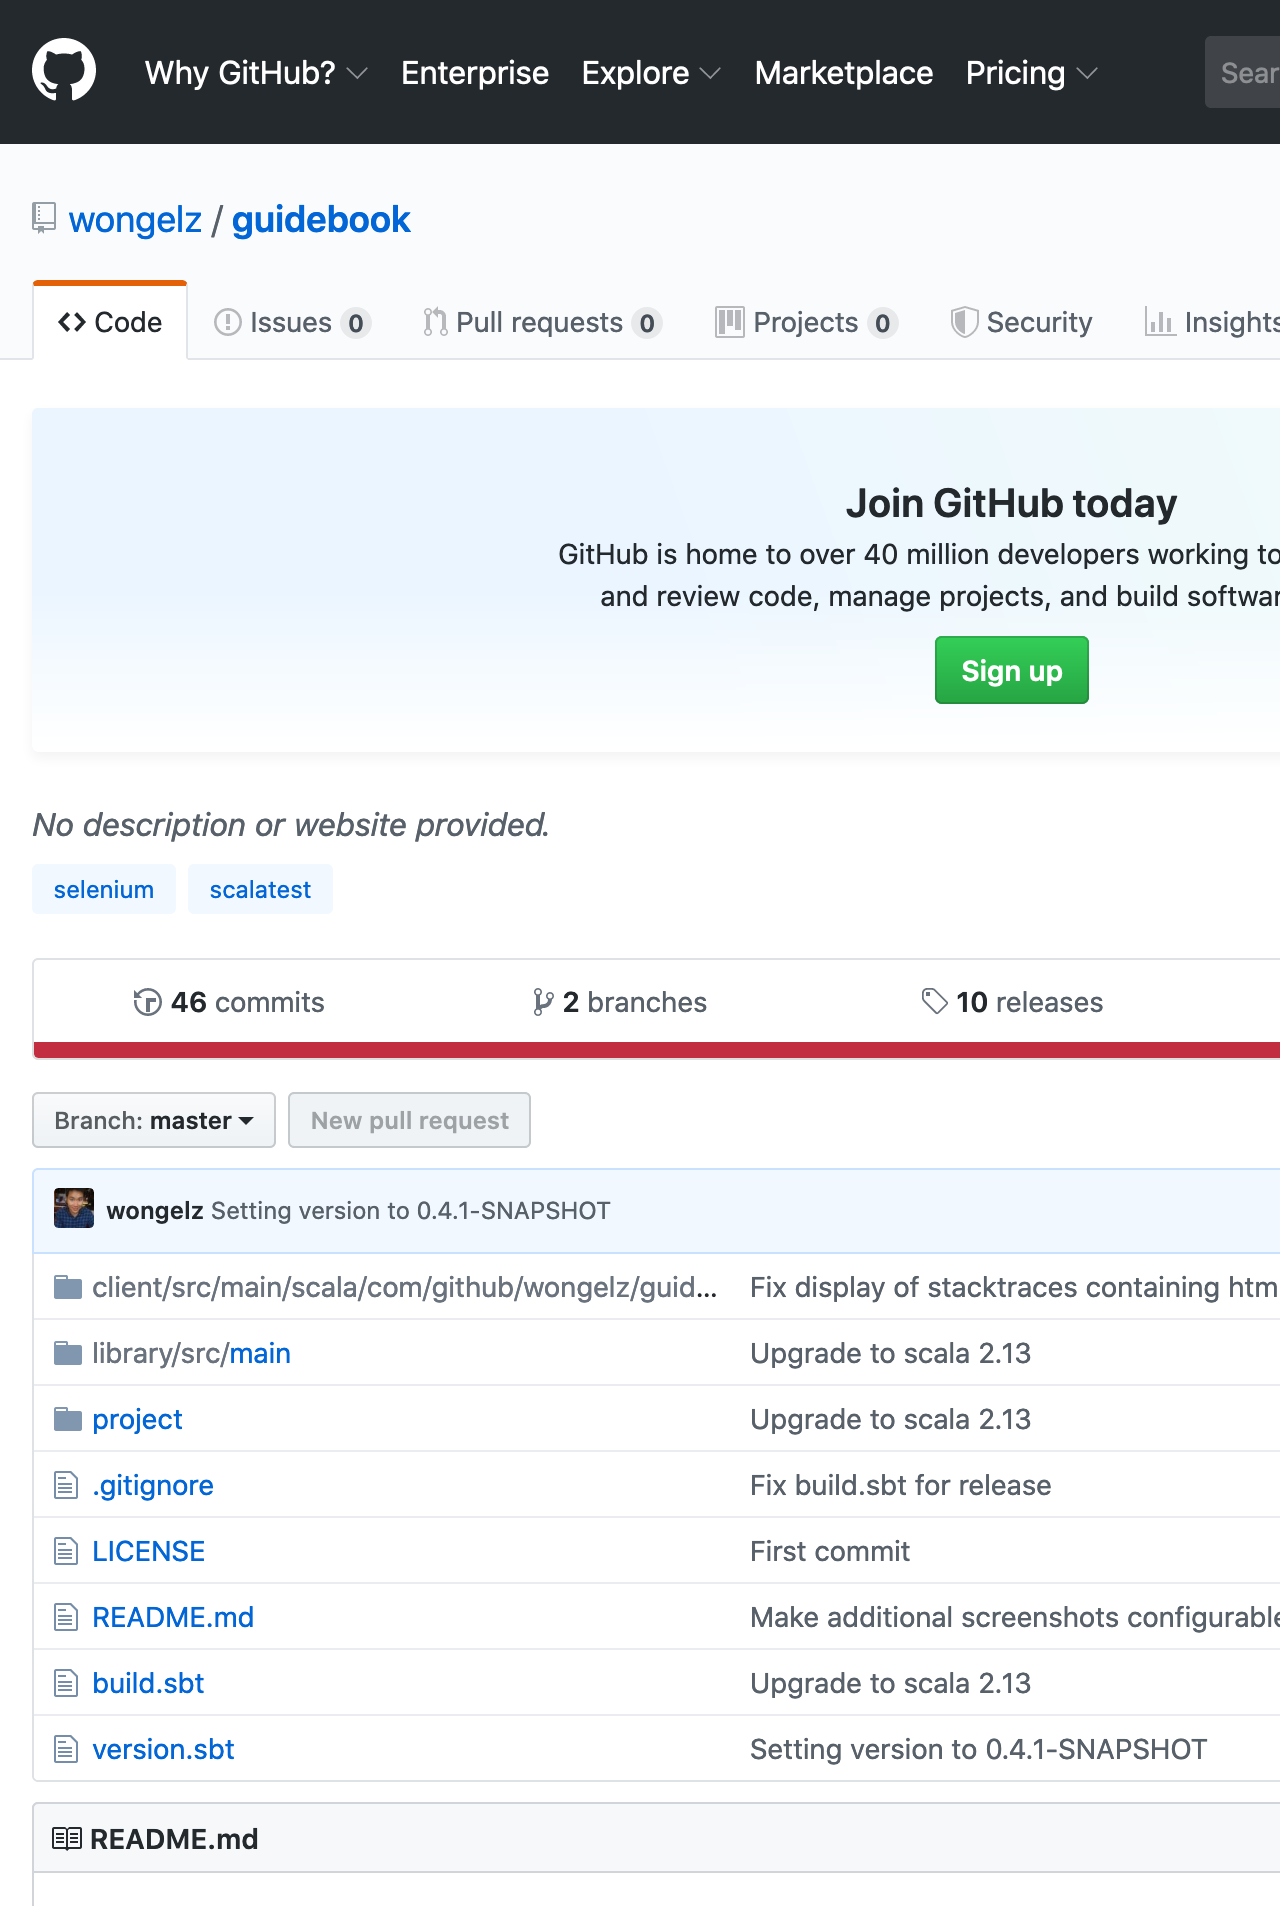 Why GitHub? Enterprise Explore Marketplace Pricing Sear
wongelz / guidebook
Code Issues 0 Pull requests 0 Projects 0 Security Insights
Join GitHub today
GitHub is home to over 40 million developers working to
and review code, manage projects, and build softwar
Sign up
No description or website provided.
selenium scalatest
46 commits 2 branches 10 releases
Branch: master New pull request
wongelz Setting version to 0.4.1-SNAPSHOT
client/src/main/scala/com/github/wongelz/guid... Fix display of stacktraces containing htm
library/src/main Upgrade to scala 2.13
project Upgrade to scala 2.13
.gitignore Fix build.sbt for release
LICENSE First commit
README.md Make additional screenshots configurable
build.sbt Upgrade to scala 2.13
version.sbt Setting version to 0.4.1-SNAPSHOT
README.md